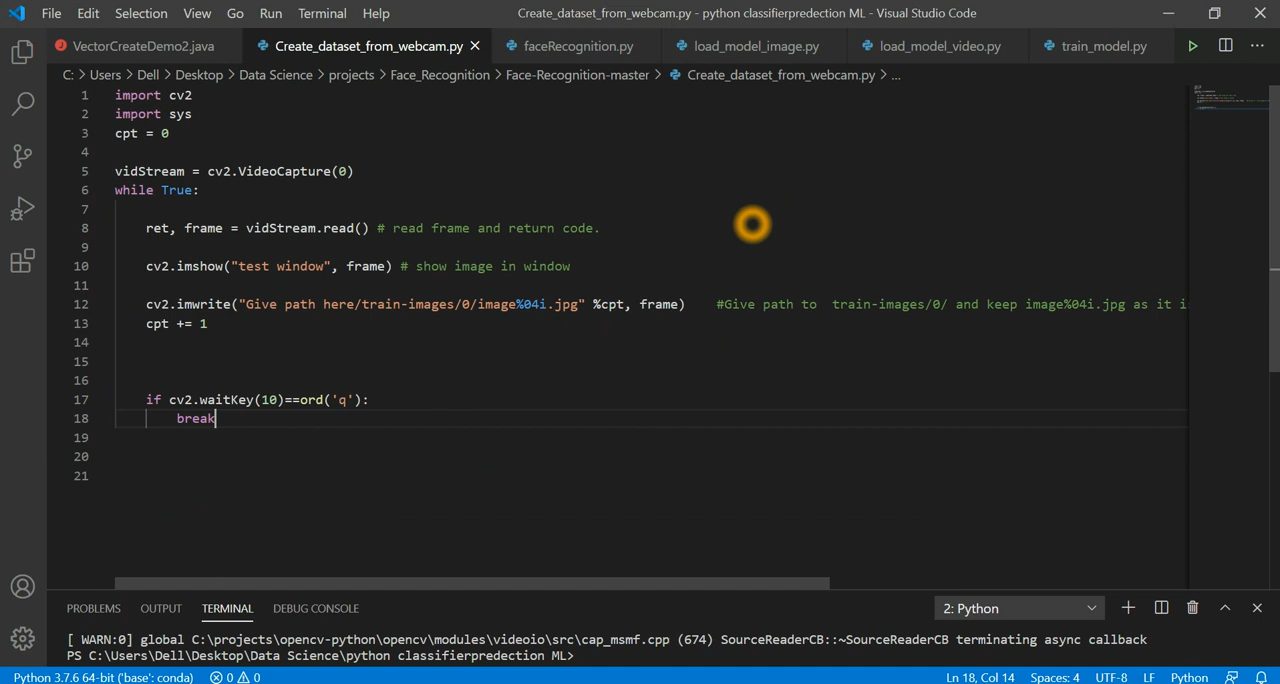 File Edit Selection View Go Run Terminal Help Create_dataset_from_webcam.py - python classifierpredection ML - Visual Studio Code
VectorCreateDemo2.java Create_dataset_from_webcam.py faceRecognition.py load_model_image.py load_model_video.py train_model.py
C: > Users > Dell > Desktop > Data Science > projects > Face_Recognition > Face-Recognition-master > Create_dataset_from_webcam.py > ...
1 import cv2
2 import sys
3 cpt = 0
4
5 vidStream = cv2.VideoCapture(0)
6 while True:
7
8 ret, frame = vidStream.read() # read frame and return code.
9
10 cv2.imshow("test window", frame) # show image in window
11
12 cv2.imwrite("Give path here/train-images/0/image%04i.jpg" %cpt, frame) #Give path to train-images/0/ and keep image%04i.jpg as it i
13 cpt += 1
14
15
16
17 if cv2.waitKey(10)==ord('q'):
18 break
19
20
21
PROBLEMS OUTPUT TERMINAL DEBUG CONSOLE 2: Python
[ WARN:0] global C:\projects\opencv-python\opencv\modules\videoio\src\cap_msmf.cpp (674) SourceReaderCB::~SourceReaderCB terminating async callback
PS C:\Users\Dell\Desktop\Data Science\python classifierpredection ML>
Python 3.7.6 64-bit ('base': conda) 0 0 Ln 18, Col 14 Spaces: 4 UTF-8 LF Python